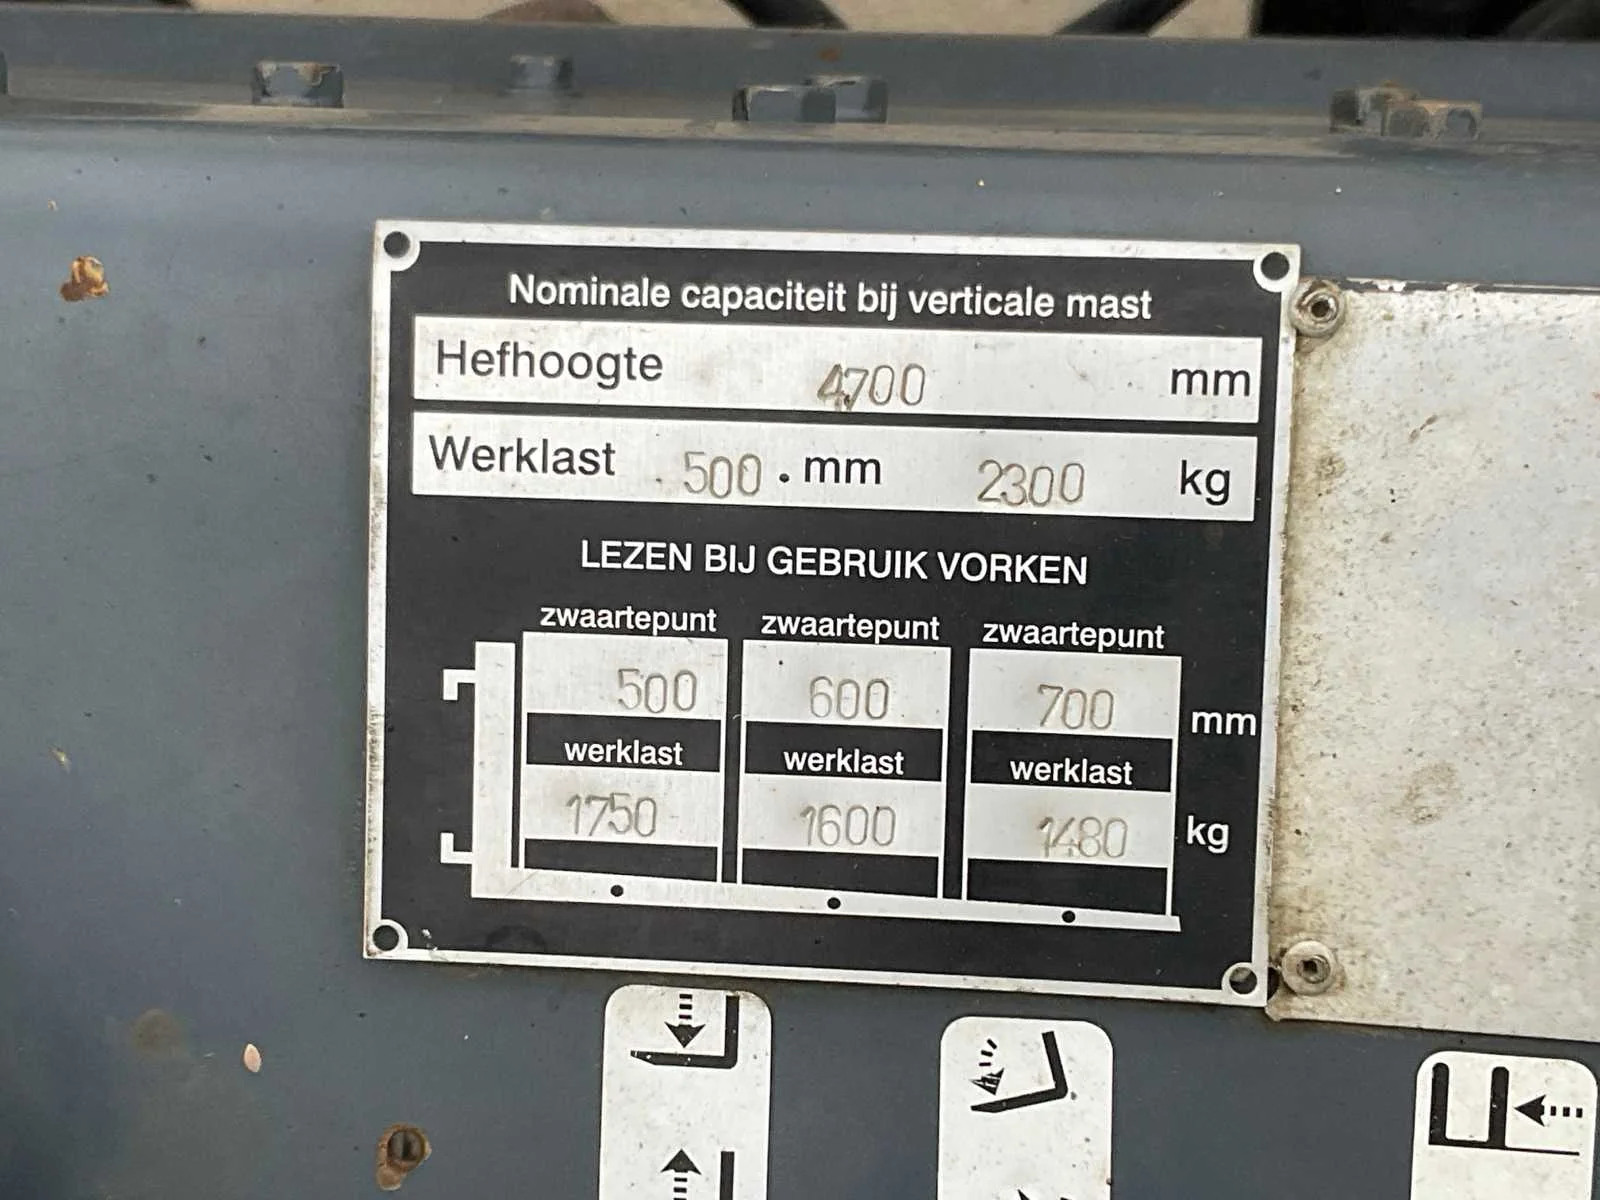 Nominale capaciteit bij verticale mast
Hefhoogte 4700 mm
Werklast 500 . mm 2300 kg
LEZEN BIJ GEBRUIK VORKEN
zwaartepunt zwaartepunt zwaartepunt
500 600 700 mm
werklast werklast werklast
1750 1600 1480 kg